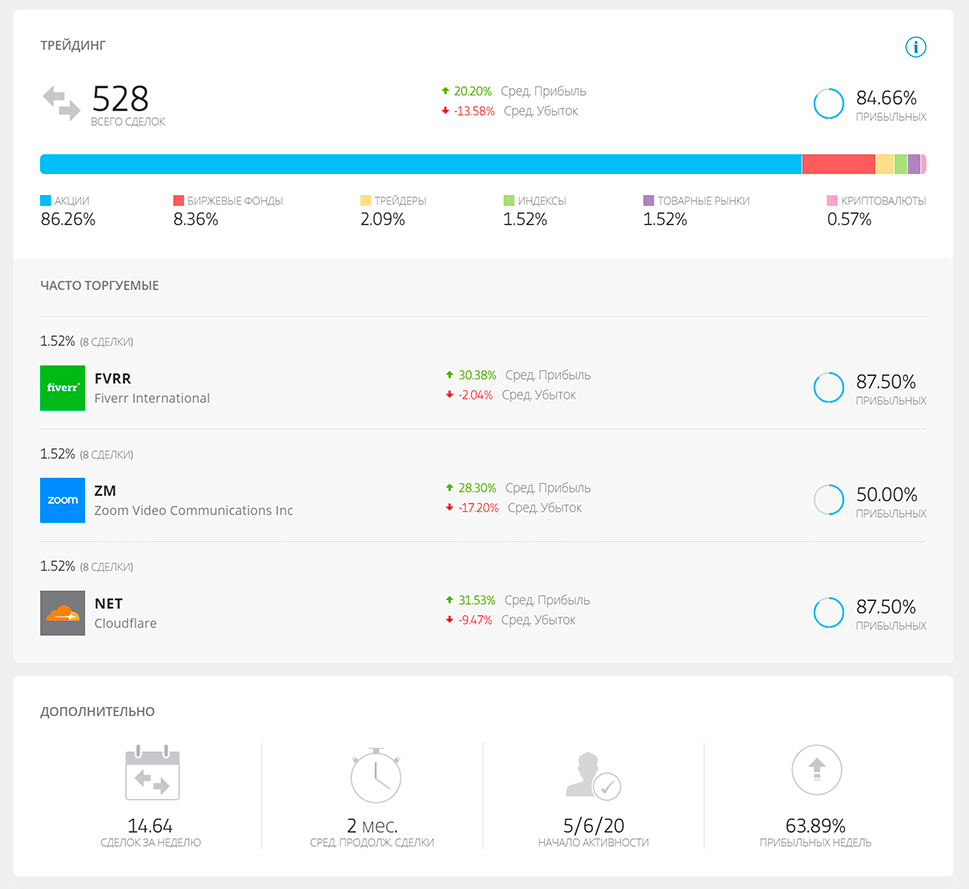 ТРЕЙДИНГ
528
ВСЕГО СДЕЛОК
20.20% Сред. Прибыль
-13.58% Сред. Убыток
84.66%
ПРИБЫЛЬНЫХ
АКЦИИ
86.26%
БИРЖЕВЫЕ ФОНДЫ
8.36%
ТРЕЙДЕРЫ
2.09%
ИНДЕКСЫ
1.52%
ТОВАРНЫЕ РЫНКИ
1.52%
КРИПТОВАЛЮТЫ
0.57%
ЧАСТО ТОРГУЕМЫЕ
1.52% (8 СДЕЛКИ)
fiverr
FVRR
Fiverr International
30.38% Сред. Прибыль
-2.04% Сред. Убыток
87.50%
ПРИБЫЛЬНЫХ
1.52% (8 СДЕЛКИ)
zoom
ZM
Zoom Video Communications Inc
28.30% Сред. Прибыль
-17.20% Сред. Убыток
50.00%
ПРИБЫЛЬНЫХ
1.52% (8 СДЕЛКИ)
NET
Cloudflare
31.53% Сред. Прибыль
-9.47% Сред. Убыток
87.50%
ПРИБЫЛЬНЫХ
ДОПОЛНИТЕЛЬНО
14.64
СДЕЛОК ЗА НЕДЕЛЮ
2 мес.
СРЕД. ПРОДОЛЖ. СДЕЛКИ
5/6/20
НАЧАЛО АКТИВНОСТИ
63.89%
ПРИБЫЛЬНЫХ НЕДЕЛЬ